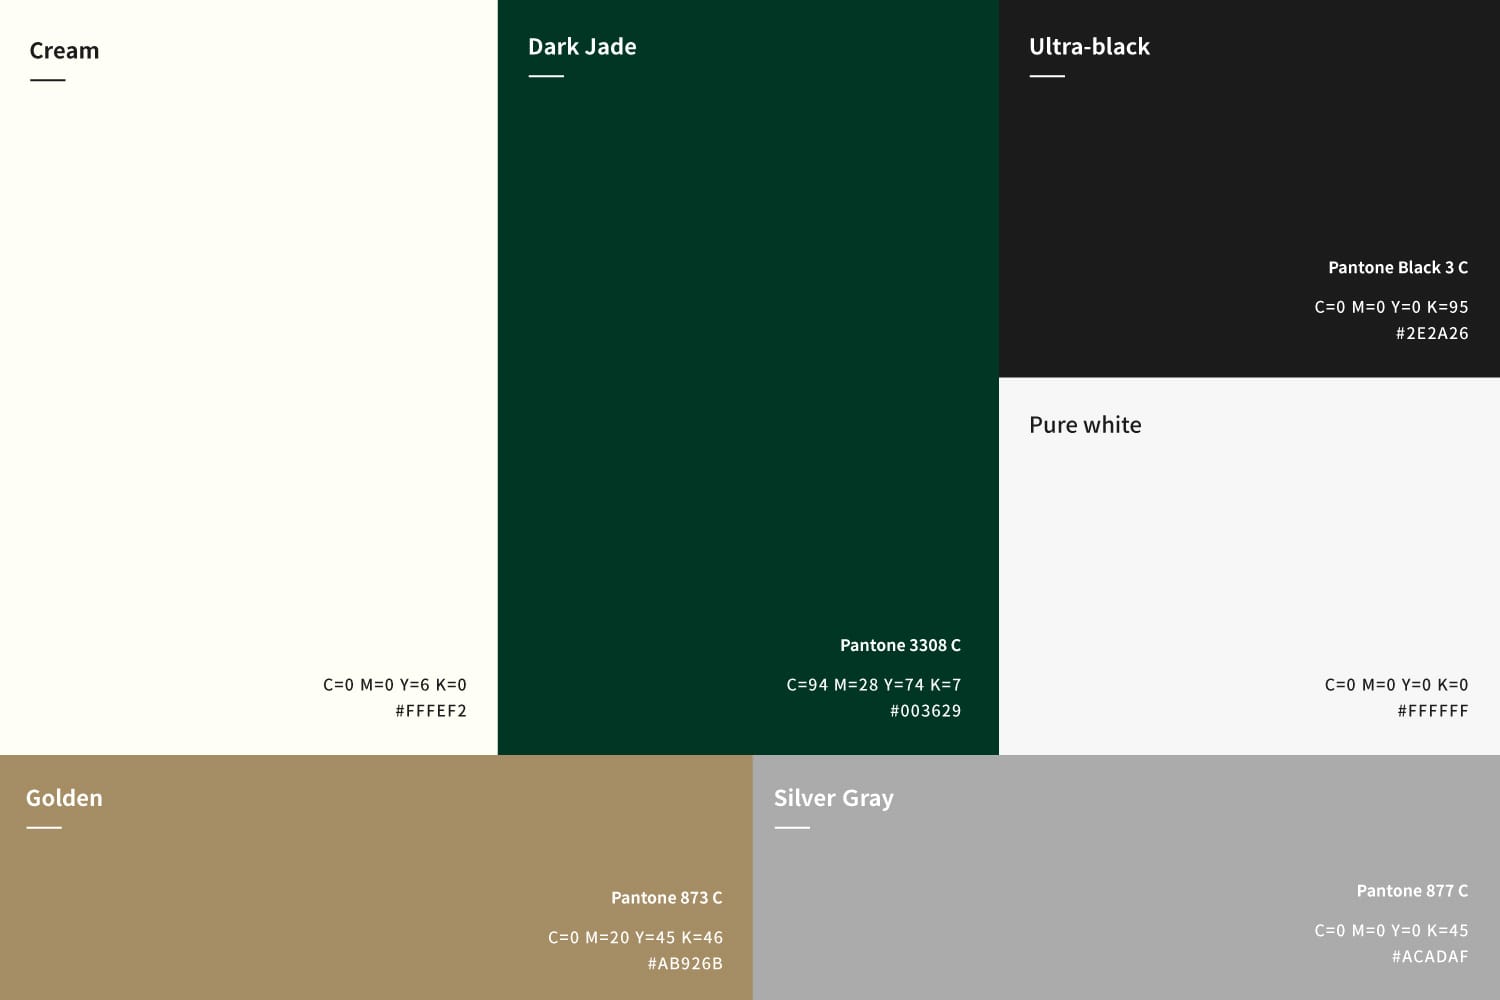 Cream
C=0 M=0 Y=6 K=0
#FFFEF2
Dark Jade
Pantone 3308 C
C=94 M=28 Y=74 K=7
#003629
Ultra-black
Pantone Black 3 C
C=0 M=0 Y=0 K=95
#2E2A26
Pure white
C=0 M=0 Y=0 K=0
#FFFFFF
Golden
Pantone 873 C
C=0 M=20 Y=45 K=46
#AB926B
Silver Gray
Pantone 877 C
C=0 M=0 Y=0 K=45
#ACADAF